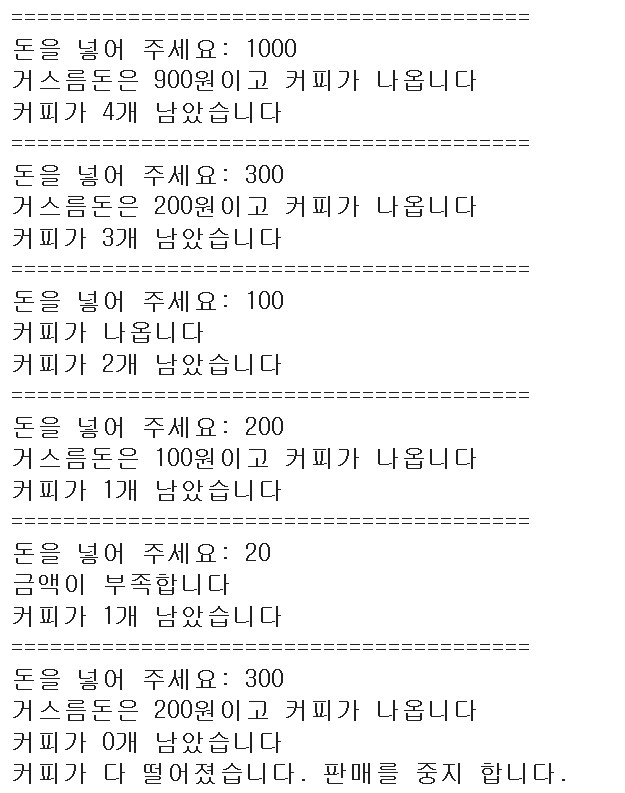 ========================================
돈을 넣어 주세요: 1000
거스름돈은 900원이고 커피가 나옵니다
커피가 4개 남았습니다
========================================
돈을 넣어 주세요: 300
거스름돈은 200원이고 커피가 나옵니다
커피가 3개 남았습니다
========================================
돈을 넣어 주세요: 100
커피가 나옵니다
커피가 2개 남았습니다
========================================
돈을 넣어 주세요: 200
거스름돈은 100원이고 커피가 나옵니다
커피가 1개 남았습니다
========================================
돈을 넣어 주세요: 20
금액이 부족합니다
커피가 1개 남았습니다
========================================
돈을 넣어 주세요: 300
거스름돈은 200원이고 커피가 나옵니다
커피가 0개 남았습니다
커피가 다 떨어졌습니다. 판매를 중지 합니다.